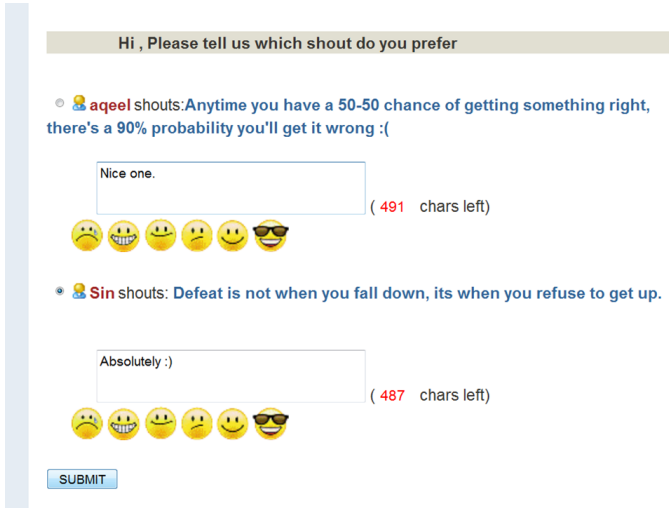 Hi , Please tell us which shout do you prefer
aqeel shouts:Anytime you have a 50-50 chance of getting something right,
there's a 90% probability you'll get it wrong :(
Nice one.
( 491 chars left)
Sin shouts: Defeat is not when you fall down, its when you refuse to get up.
Absolutely :)
( 487 chars left)
SUBMIT